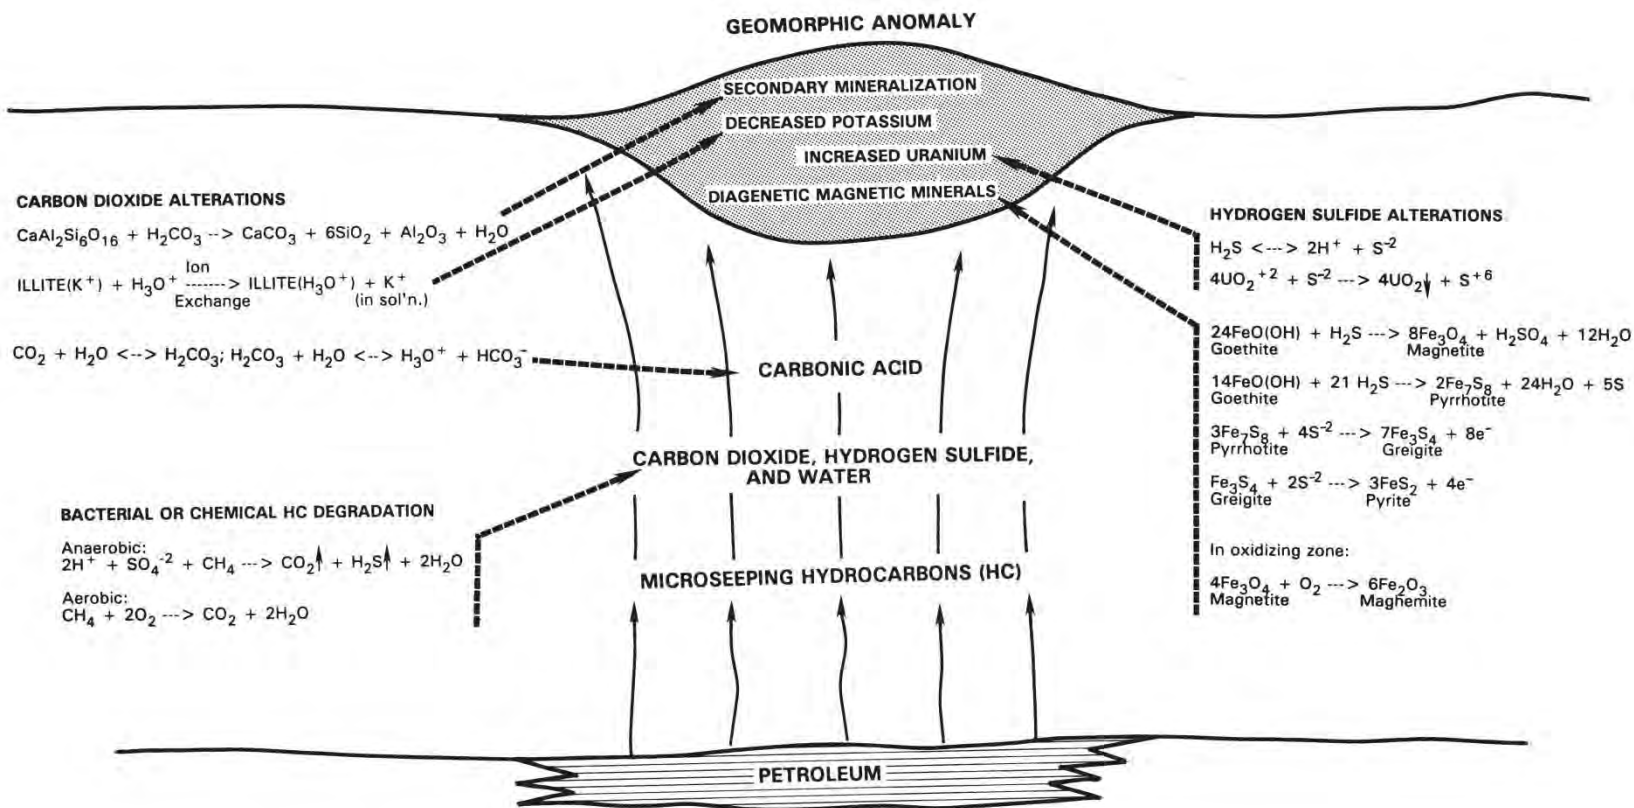 GEOMORPHIC ANOMALY
SECONDARY MINERALIZATION
DECREASED POTASSIUM
INCREASED URANIUM
DIAGENETIC MAGNETIC MINERALS
CARBON DIOXIDE ALTERATIONS
CaAl₂Si₆O₁₆ + H₂CO₃ --> CaCO₃ + 6SiO₂ + Al₂O₃ + H₂O
Ion
ILLITE(K⁺) + H₃O⁺ -------> ILLITE(H₃O⁺) + K⁺
Exchange (in sol'n.)
CO₂ + H₂O <--> H₂CO₃; H₂CO₃ + H₂O <--> H₃O⁺ + HCO₃⁻
CARBONIC ACID
CARBON DIOXIDE, HYDROGEN SULFIDE,
AND WATER
BACTERIAL OR CHEMICAL HC DEGRADATION
Anaerobic:
2H⁺ + SO₄⁻² + CH₄ ---> CO₂↑ + H₂S↑ + 2H₂O
Aerobic:
CH₄ + 2O₂ ---> CO₂ + 2H₂O
MICROSEEPING HYDROCARBONS (HC)
PETROLEUM
HYDROGEN SULFIDE ALTERATIONS
H₂S <---> 2H⁺ + S⁻²
4UO₂⁺² + S⁻² ---> 4UO₂↓ + S⁺⁶
24FeO(OH) + H₂S ---> 8Fe₃O₄ + H₂SO₄ + 12H₂O
Goethite Magnetite
14FeO(OH) + 21 H₂S ---> 2Fe₇S₈ + 24H₂O + 5S
Goethite Pyrrhotite
3Fe₇S₈ + 4S⁻² ---> 7Fe₃S₄ + 8e⁻
Pyrrhotite Greigite
Fe₃S₄ + 2S⁻² ---> 3FeS₂ + 4e⁻
Greigite Pyrite
In oxidizing zone:
4Fe₃O₄ + O₂ ---> 6Fe₂O₃
Magnetite Maghemite